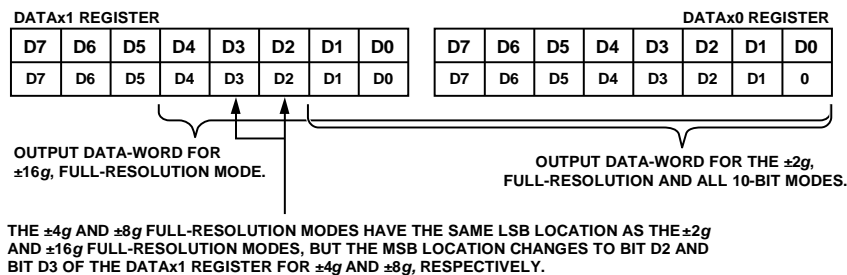 DATAx1 REGISTER DATAx0 REGISTER
D7 D6 D5 D4 D3 D2 D1 D0 D7 D6 D5 D4 D3 D2 D1 D0
D7 D6 D5 D4 D3 D2 D1 D0 D7 D6 D5 D4 D3 D2 D1 0
OUTPUT DATA-WORD FOR
±16g, FULL-RESOLUTION MODE.
OUTPUT DATA-WORD FOR THE ±2g,
FULL-RESOLUTION AND ALL 10-BIT MODES.
THE ±4g AND ±8g FULL-RESOLUTION MODES HAVE THE SAME LSB LOCATION AS THE ±2g
AND ±16g FULL-RESOLUTION MODES, BUT THE MSB LOCATION CHANGES TO BIT D2 AND
BIT D3 OF THE DATAx1 REGISTER FOR ±4g AND ±8g, RESPECTIVELY.